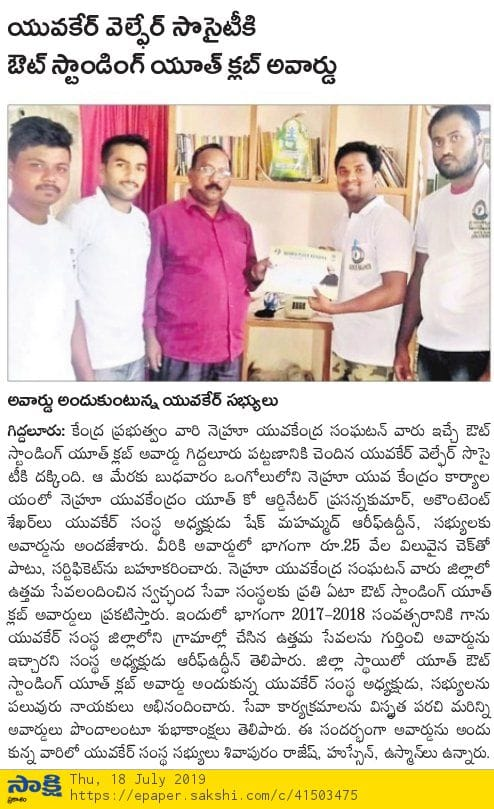 యువకేర్ వెల్ఫేర్ సొసైటీకి
ఔట్ స్టాండింగ్ యూత్ క్లబ్ అవార్డు
అవార్డు అందుకుంటున్న యువకేర్ సభ్యులు
గిద్దలూరు: కేంద్ర ప్రభుత్వం వారి నెహ్రూ యువకేంద్ర సంఘటన్ వారు ఇచ్చే ఔట్
స్టాండింగ్ యూత్ క్లబ్ అవార్డు గిద్దలూరు పట్టణానికి చెందిన యువకేర్ వెల్ఫేర్ సొసై
టీకి దక్కింది. ఆ మేరకు బుధవారం ఒంగోలులోని నెహ్రూ యువ కేంద్రం కార్యాల
యంలో నెహ్రూ యువకేంద్రం యూత్ కో ఆర్డినేటర్ ప్రసన్నకుమార్, అకౌంటెంట్
శేఖర్‌లు యువకేర్ సంస్థ అధ్యక్షుడు షేక్ మహమ్మద్ ఆరీఫ్ఉద్దీన్, సభ్యులకు
అవార్డును అందజేశారు. వీరికి అవార్డులో భాగంగా రూ.25 వేల విలువైన చెక్‌తో
పాటు, సర్టిఫికెట్‌ను బహూకరించారు. నెహ్రూ యువకేంద్ర సంఘటన్ వారు జిల్లాలో
ఉత్తమ సేవలందించిన స్వచ్ఛంద సేవా సంస్థలకు ప్రతి ఏటా ఔట్ స్టాండింగ్ యూత్
క్లబ్ అవార్డులు ప్రకటిస్తారు. ఇందులో భాగంగా 2017–2018 సంవత్సరానికి గాను
యువకేర్ సంస్థ జిల్లాలోని గ్రామాల్లో చేసిన ఉత్తమ సేవలను గుర్తించి అవార్డును
ఇచ్చారని సంస్థ అధ్యక్షుడు ఆరీఫ్ఉద్దీన్ తెలిపారు. జిల్లా స్థాయిలో యూత్ ఔట్
స్టాండింగ్ యూత్ క్లబ్ అవార్డు అందుకున్న యువకేర్ సంస్థ అధ్యక్షుడు, సభ్యులను
పలువురు నాయకులు అభినందించారు. సేవా కార్యక్రమాలను విస్తృత పరచి మరిన్ని
అవార్డులు పొందాలంటూ శుభాకాంక్షలు తెలిపారు. ఈ సందర్భంగా అవార్డును అందు
కున్న వారిలో యువకేర్ సంస్థ సభ్యులు శివాపురం రాజేష్, హుస్సేన్, ఉస్మాన్‌లు ఉన్నారు.
సాక్షి Thu, 18 July 2019
ప్రకాశం https://epaper.sakshi.com/c/41503475